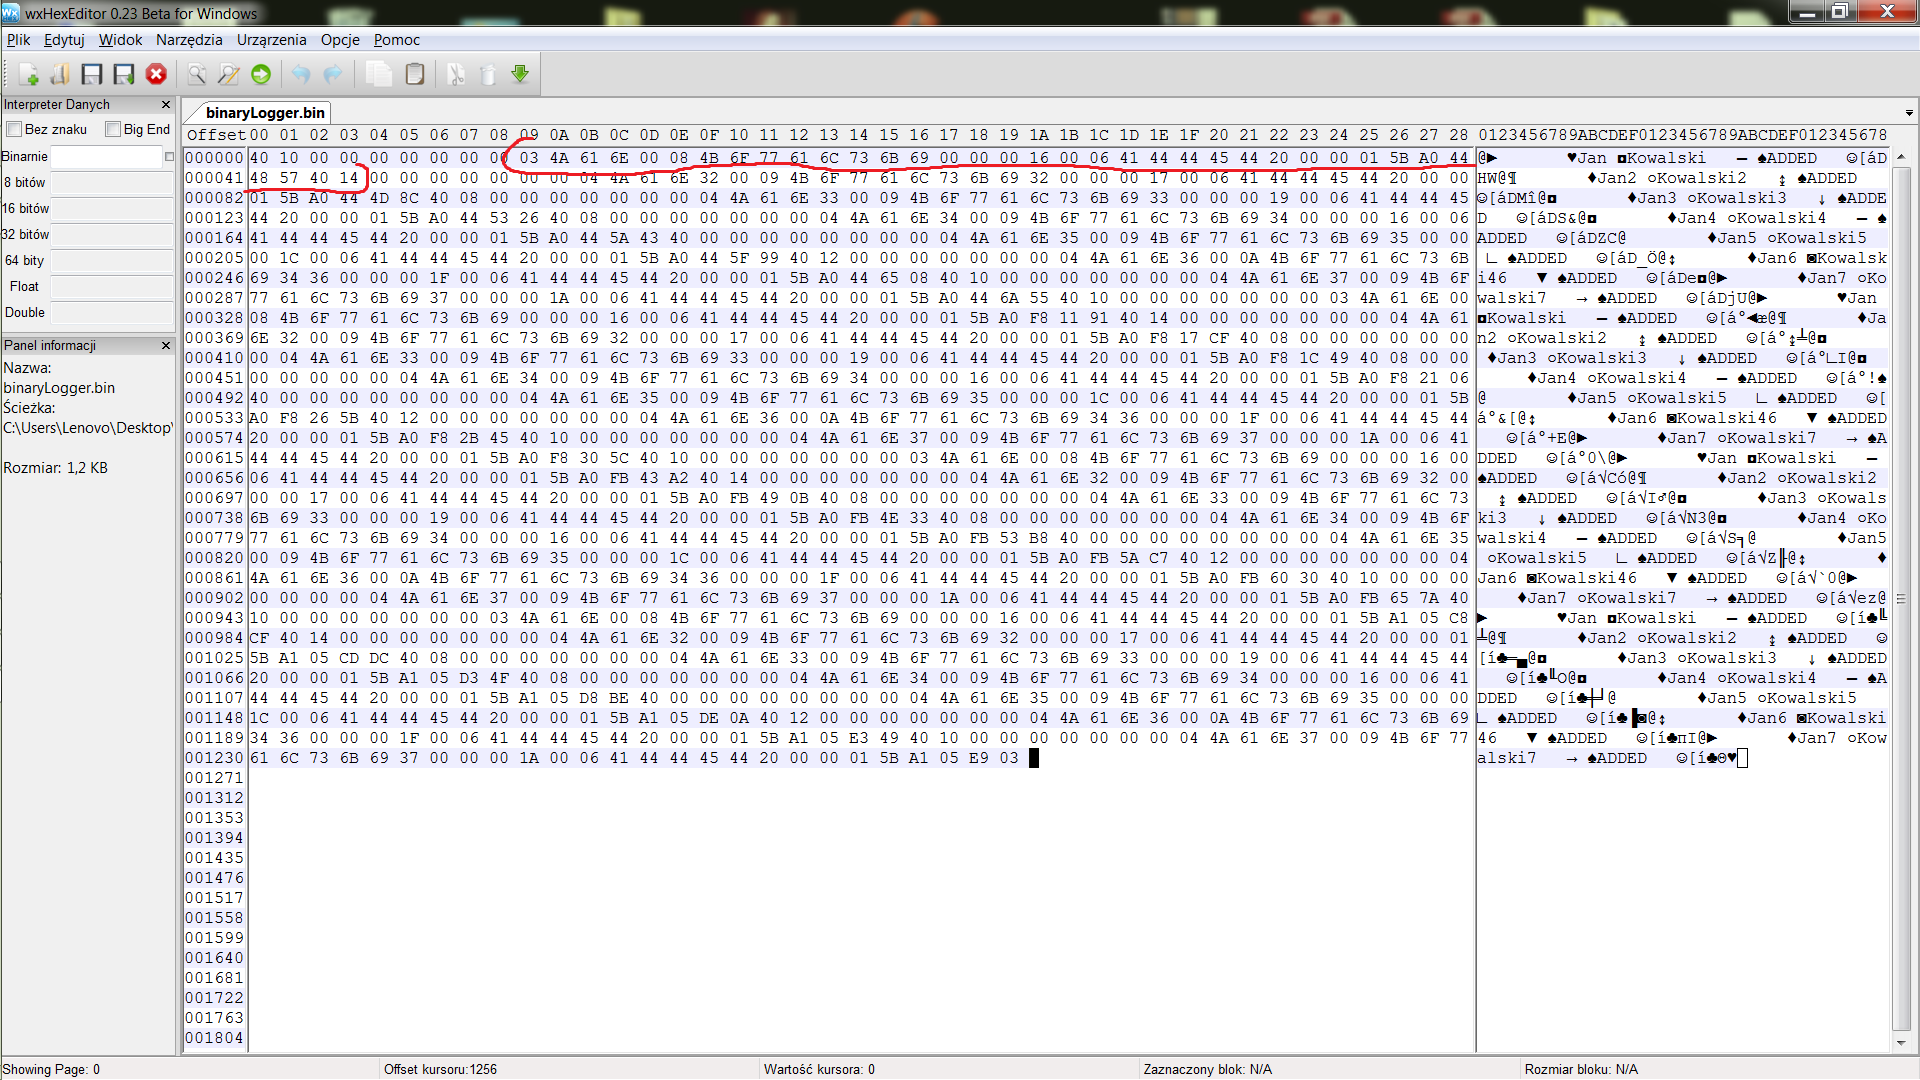 wxHexEditor 0.23 Beta for Windows
Plik Edytuj Widok Narzędzia Urządzenia Opcje Pomoc
Interpreter Danych
Bez znaku Big End
Binarnie
8 bitów
16 bitów
32 bitów
64 bity
Float
Double
Panel informacji
Nazwa:
binaryLogger.bin
Ścieżka:
C:\Users\Lenovo\Desktop\
Rozmiar: 1,2 KB
binaryLogger.bin
Offset 00 01 02 03 04 05 06 07 08 09 0A 0B 0C 0D 0E 0F 10 11 12 13 14 15 16 17 18 19 1A 1B 1C 1D 1E 1F 20 21 22 23 24 25 26 27 28 0123456789ABCDEF0123456789ABCDEF012345678
000000 40 10 00 00 00 00 00 00 00 03 4A 61 6E 00 08 4B 6F 77 61 6C 73 6B 69 00 00 00 16 00 06 41 44 44 45 44 20 00 00 01 5B A0 44 @► ♥Jan ◘Kowalski ▬ ♠ADDED ☺[áD
000041 48 57 40 14 00 00 00 00 00 00 00 04 4A 61 6E 32 00 09 4B 6F 77 61 6C 73 6B 69 32 00 00 00 17 00 06 41 44 44 45 44 20 00 00 HW@¶ ♦Jan2 ○Kowalski2 ↨ ♠ADDED
000082 01 5B A0 44 4D 8C 40 08 00 00 00 00 00 00 00 04 4A 61 6E 33 00 09 4B 6F 77 61 6C 73 6B 69 33 00 00 00 19 00 06 41 44 44 45 ☺[áDMî@◘ ♦Jan3 ○Kowalski3 ↓ ♠ADDE
000123 44 20 00 00 01 5B A0 44 53 26 40 08 00 00 00 00 00 00 00 04 4A 61 6E 34 00 09 4B 6F 77 61 6C 73 6B 69 34 00 00 00 16 00 06 D ☺[áDS&@◘ ♦Jan4 ○Kowalski4 ▬ ♠
000164 41 44 44 45 44 20 00 00 01 5B A0 44 5A 43 40 00 00 00 00 00 00 00 00 04 4A 61 6E 35 00 09 4B 6F 77 61 6C 73 6B 69 35 00 00 ADDED ☺[áDZC@ ♦Jan5 ○Kowalski5
000205 00 1C 00 06 41 44 44 45 44 20 00 00 01 5B A0 44 5F 99 40 12 00 00 00 00 00 00 00 04 4A 61 6E 36 00 0A 4B 6F 77 61 6C 73 6B ∟ ♠ADDED ☺[áD_Ö@↕ ♦Jan6 ◙Kowalsk
000246 69 34 36 00 00 00 1F 00 06 41 44 44 45 44 20 00 00 01 5B A0 44 65 08 40 10 00 00 00 00 00 00 00 04 4A 61 6E 37 00 09 4B 6F i46 ▼ ♠ADDED ☺[áDe◘@► ♦Jan7 ○Ko
000287 77 61 6C 73 6B 69 37 00 00 00 1A 00 06 41 44 44 45 44 20 00 00 01 5B A0 44 6A 55 40 10 00 00 00 00 00 00 00 03 4A 61 6E 00 walski7 → ♠ADDED ☺[áDjU@► ♥Jan
000328 08 4B 6F 77 61 6C 73 6B 69 00 00 00 16 00 06 41 44 44 45 44 20 00 00 01 5B A0 F8 11 91 40 14 00 00 00 00 00 00 00 04 4A 61 ◘Kowalski ▬ ♠ADDED ☺[á°◄æ@¶ ♦Ja
000369 6E 32 00 09 4B 6F 77 61 6C 73 6B 69 32 00 00 00 17 00 06 41 44 44 45 44 20 00 00 01 5B A0 F8 17 CF 40 08 00 00 00 00 00 00 n2 ○Kowalski2 ↨ ♠ADDED ☺[á°↨╧@◘
000410 00 04 4A 61 6E 33 00 09 4B 6F 77 61 6C 73 6B 69 33 00 00 00 19 00 06 41 44 44 45 44 20 00 00 01 5B A0 F8 1C 49 40 08 00 00 ♦Jan3 ○Kowalski3 ↓ ♠ADDED ☺[á°∟I@◘
000451 00 00 00 00 00 04 4A 61 6E 34 00 09 4B 6F 77 61 6C 73 6B 69 34 00 00 00 16 00 06 41 44 44 45 44 20 00 00 01 5B A0 F8 21 06 ♦Jan4 ○Kowalski4 ▬ ♠ADDED ☺[á°!♠
000492 40 00 00 00 00 00 00 00 00 04 4A 61 6E 35 00 09 4B 6F 77 61 6C 73 6B 69 35 00 00 00 1C 00 06 41 44 44 45 44 20 00 00 01 5B @ ♦Jan5 ○Kowalski5 ∟ ♠ADDED ☺[
000533 A0 F8 26 5B 40 12 00 00 00 00 00 00 00 04 4A 61 6E 36 00 0A 4B 6F 77 61 6C 73 6B 69 34 36 00 00 00 1F 00 06 41 44 44 45 44 á°&[@↕ ♦Jan6 ◙Kowalski46 ▼ ♠ADDED
000574 20 00 00 01 5B A0 F8 2B 45 40 10 00 00 00 00 00 00 00 04 4A 61 6E 37 00 09 4B 6F 77 61 6C 73 6B 69 37 00 00 00 1A 00 06 41 ☺[á°+E@► ♦Jan7 ○Kowalski7 → ♠A
000615 44 44 45 44 20 00 00 01 5B A0 F8 30 5C 40 10 00 00 00 00 00 00 00 03 4A 61 6E 00 08 4B 6F 77 61 6C 73 6B 69 00 00 00 16 00 DDED ☺[á°0\@► ♥Jan ◘Kowalski ▬
000656 06 41 44 44 45 44 20 00 00 01 5B A0 FB 43 A2 40 14 00 00 00 00 00 00 00 04 4A 61 6E 32 00 09 4B 6F 77 61 6C 73 6B 69 32 00 ♠ADDED ☺[á√Có@¶ ♦Jan2 ○Kowalski2
000697 00 00 17 00 06 41 44 44 45 44 20 00 00 01 5B A0 FB 49 0B 40 08 00 00 00 00 00 00 00 04 4A 61 6E 33 00 09 4B 6F 77 61 6C 73 ↨ ♠ADDED ☺[á√I♂@◘ ♦Jan3 ○Kowals
000738 6B 69 33 00 00 00 19 00 06 41 44 44 45 44 20 00 00 01 5B A0 FB 4E 33 40 08 00 00 00 00 00 00 00 04 4A 61 6E 34 00 09 4B 6F ki3 ↓ ♠ADDED ☺[á√N3@◘ ♦Jan4 ○Ko
000779 77 61 6C 73 6B 69 34 00 00 00 16 00 06 41 44 44 45 44 20 00 00 01 5B A0 FB 53 B8 40 00 00 00 00 00 00 00 00 04 4A 61 6E 35 walski4 ▬ ♠ADDED ☺[á√S╕@ ♦Jan5
000820 00 09 4B 6F 77 61 6C 73 6B 69 35 00 00 00 1C 00 06 41 44 44 45 44 20 00 00 01 5B A0 FB 5A C7 40 12 00 00 00 00 00 00 00 04 ○Kowalski5 ∟ ♠ADDED ☺[á√Z╟@↕ ♦
000861 4A 61 6E 36 00 0A 4B 6F 77 61 6C 73 6B 69 34 36 00 00 00 1F 00 06 41 44 44 45 44 20 00 00 01 5B A0 FB 60 30 40 10 00 00 00 Jan6 ◙Kowalski46 ▼ ♠ADDED ☺[á√`0@►
000902 00 00 00 00 04 4A 61 6E 37 00 09 4B 6F 77 61 6C 73 6B 69 37 00 00 00 1A 00 06 41 44 44 45 44 20 00 00 01 5B A0 FB 65 7A 40 ♦Jan7 ○Kowalski7 → ♠ADDED ☺[á√ez@
000943 10 00 00 00 00 00 00 00 03 4A 61 6E 00 08 4B 6F 77 61 6C 73 6B 69 00 00 00 16 00 06 41 44 44 45 44 20 00 00 01 5B A1 05 C8 ► ♥Jan ◘Kowalski ▬ ♠ADDED ☺[í♣╚
000984 CF 40 14 00 00 00 00 00 00 00 04 4A 61 6E 32 00 09 4B 6F 77 61 6C 73 6B 69 32 00 00 00 17 00 06 41 44 44 45 44 20 00 00 01 ╧@¶ ♦Jan2 ○Kowalski2 ↨ ♠ADDED ☺
001025 5B A1 05 CD DC 40 08 00 00 00 00 00 00 00 04 4A 61 6E 33 00 09 4B 6F 77 61 6C 73 6B 69 33 00 00 00 19 00 06 41 44 44 45 44 [í♣═▄@◘ ♦Jan3 ○Kowalski3 ↓ ♠ADDED
001066 20 00 00 01 5B A1 05 D3 4F 40 08 00 00 00 00 00 00 00 04 4A 61 6E 34 00 09 4B 6F 77 61 6C 73 6B 69 34 00 00 00 16 00 06 41 ☺[í♣╙O@◘ ♦Jan4 ○Kowalski4 ▬ ♠A
001107 44 44 45 44 20 00 00 01 5B A1 05 D8 BE 40 00 00 00 00 00 00 00 00 04 4A 61 6E 35 00 09 4B 6F 77 61 6C 73 6B 69 35 00 00 00 DDED ☺[í♣╪╛@ ♦Jan5 ○Kowalski5
001148 1C 00 06 41 44 44 45 44 20 00 00 01 5B A1 05 DE 0A 40 12 00 00 00 00 00 00 00 04 4A 61 6E 36 00 0A 4B 6F 77 61 6C 73 6B 69 ∟ ♠ADDED ☺[í♣▐◙@↕ ♦Jan6 ◙Kowalski
001189 34 36 00 00 00 1F 00 06 41 44 44 45 44 20 00 00 01 5B A1 05 E3 49 40 10 00 00 00 00 00 00 00 04 4A 61 6E 37 00 09 4B 6F 77 46 ▼ ♠ADDED ☺[í♣πI@► ♦Jan7 ○Kow
001230 61 6C 73 6B 69 37 00 00 00 1A 00 06 41 44 44 45 44 20 00 00 01 5B A1 05 E9 03 alski7 → ♠ADDED ☺[í♣Θ♥
001271
001312
001353
001394
001435
001476
001517
001558
001599
001640
001681
001722
001763
001804
Showing Page: 0 Offset kursoru:1256 Wartość kursora: 0 Zaznaczony blok: N/A Rozmiar bloku: N/A